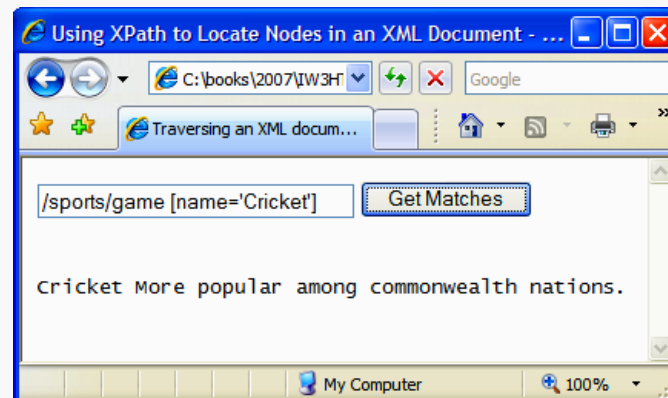 Using XPath to Locate Nodes in an XML Document - ...
C:\books\2007\IW3HT
Google
Traversing an XML docum...
/sports/game [name='Cricket']
Get Matches
Cricket More popular among commonwealth nations.
My Computer
100%